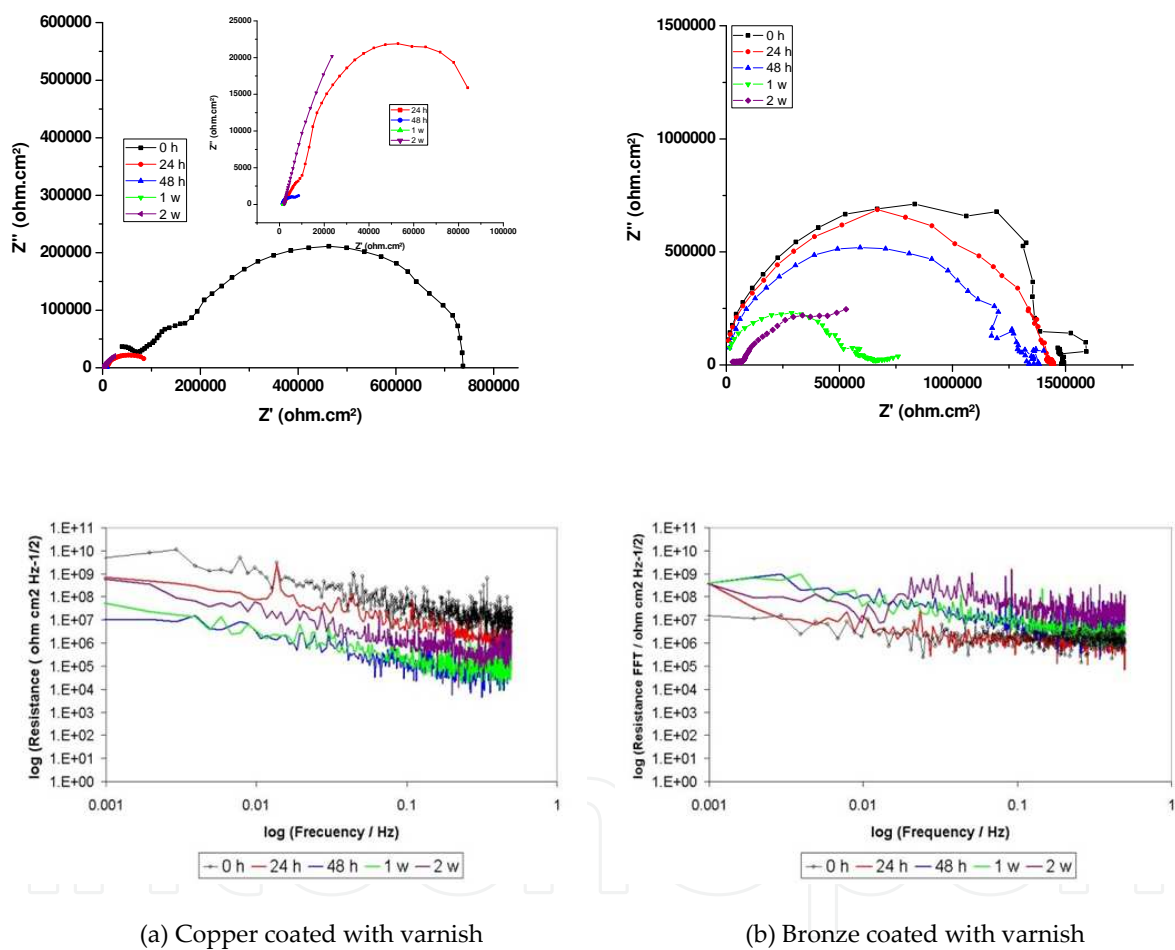 600000
500000
400000
300000
200000
100000
0
Z'' (ohm.cm²)
0 h
24 h
48 h
1 w
2 w
0
200000
400000
600000
800000
Z' (ohm.cm²)
25000
20000
15000
10000
5000
0
Z'' (ohm.cm²)
24 h
48 h
1 w
2 w
0
20000
40000
60000
80000
100000
Z' (ohm.cm²)
1500000
1000000
500000
0
Z'' (ohm.cm²)
0 h
24 h
48 h
1 w
2 w
0
500000
1000000
1500000
Z' (ohm.cm²)
1.E+11
1.E+10
1.E+09
1.E+08
1.E+07
1.E+06
1.E+05
1.E+04
1.E+03
1.E+02
1.E+01
1.E+00
log (Resistance ( ohm cm2 Hz-1/2)
0.001
0.01
0.1
1
log (Frecuency / Hz)
0 h 24 h 48 h 1 w 2 w
1.E+11
1.E+10
1.E+09
1.E+08
1.E+07
1.E+06
1.E+05
1.E+04
1.E+03
1.E+02
1.E+01
1.E+00
log (Resistance FFT / ohm cm2 Hz-1/2)
0.001
0.01
0.1
1
log (Frequency / Hz)
0 h 24 h 48 h 1 w 2 w
(a) Copper coated with varnish
(b) Bronze coated with varnish